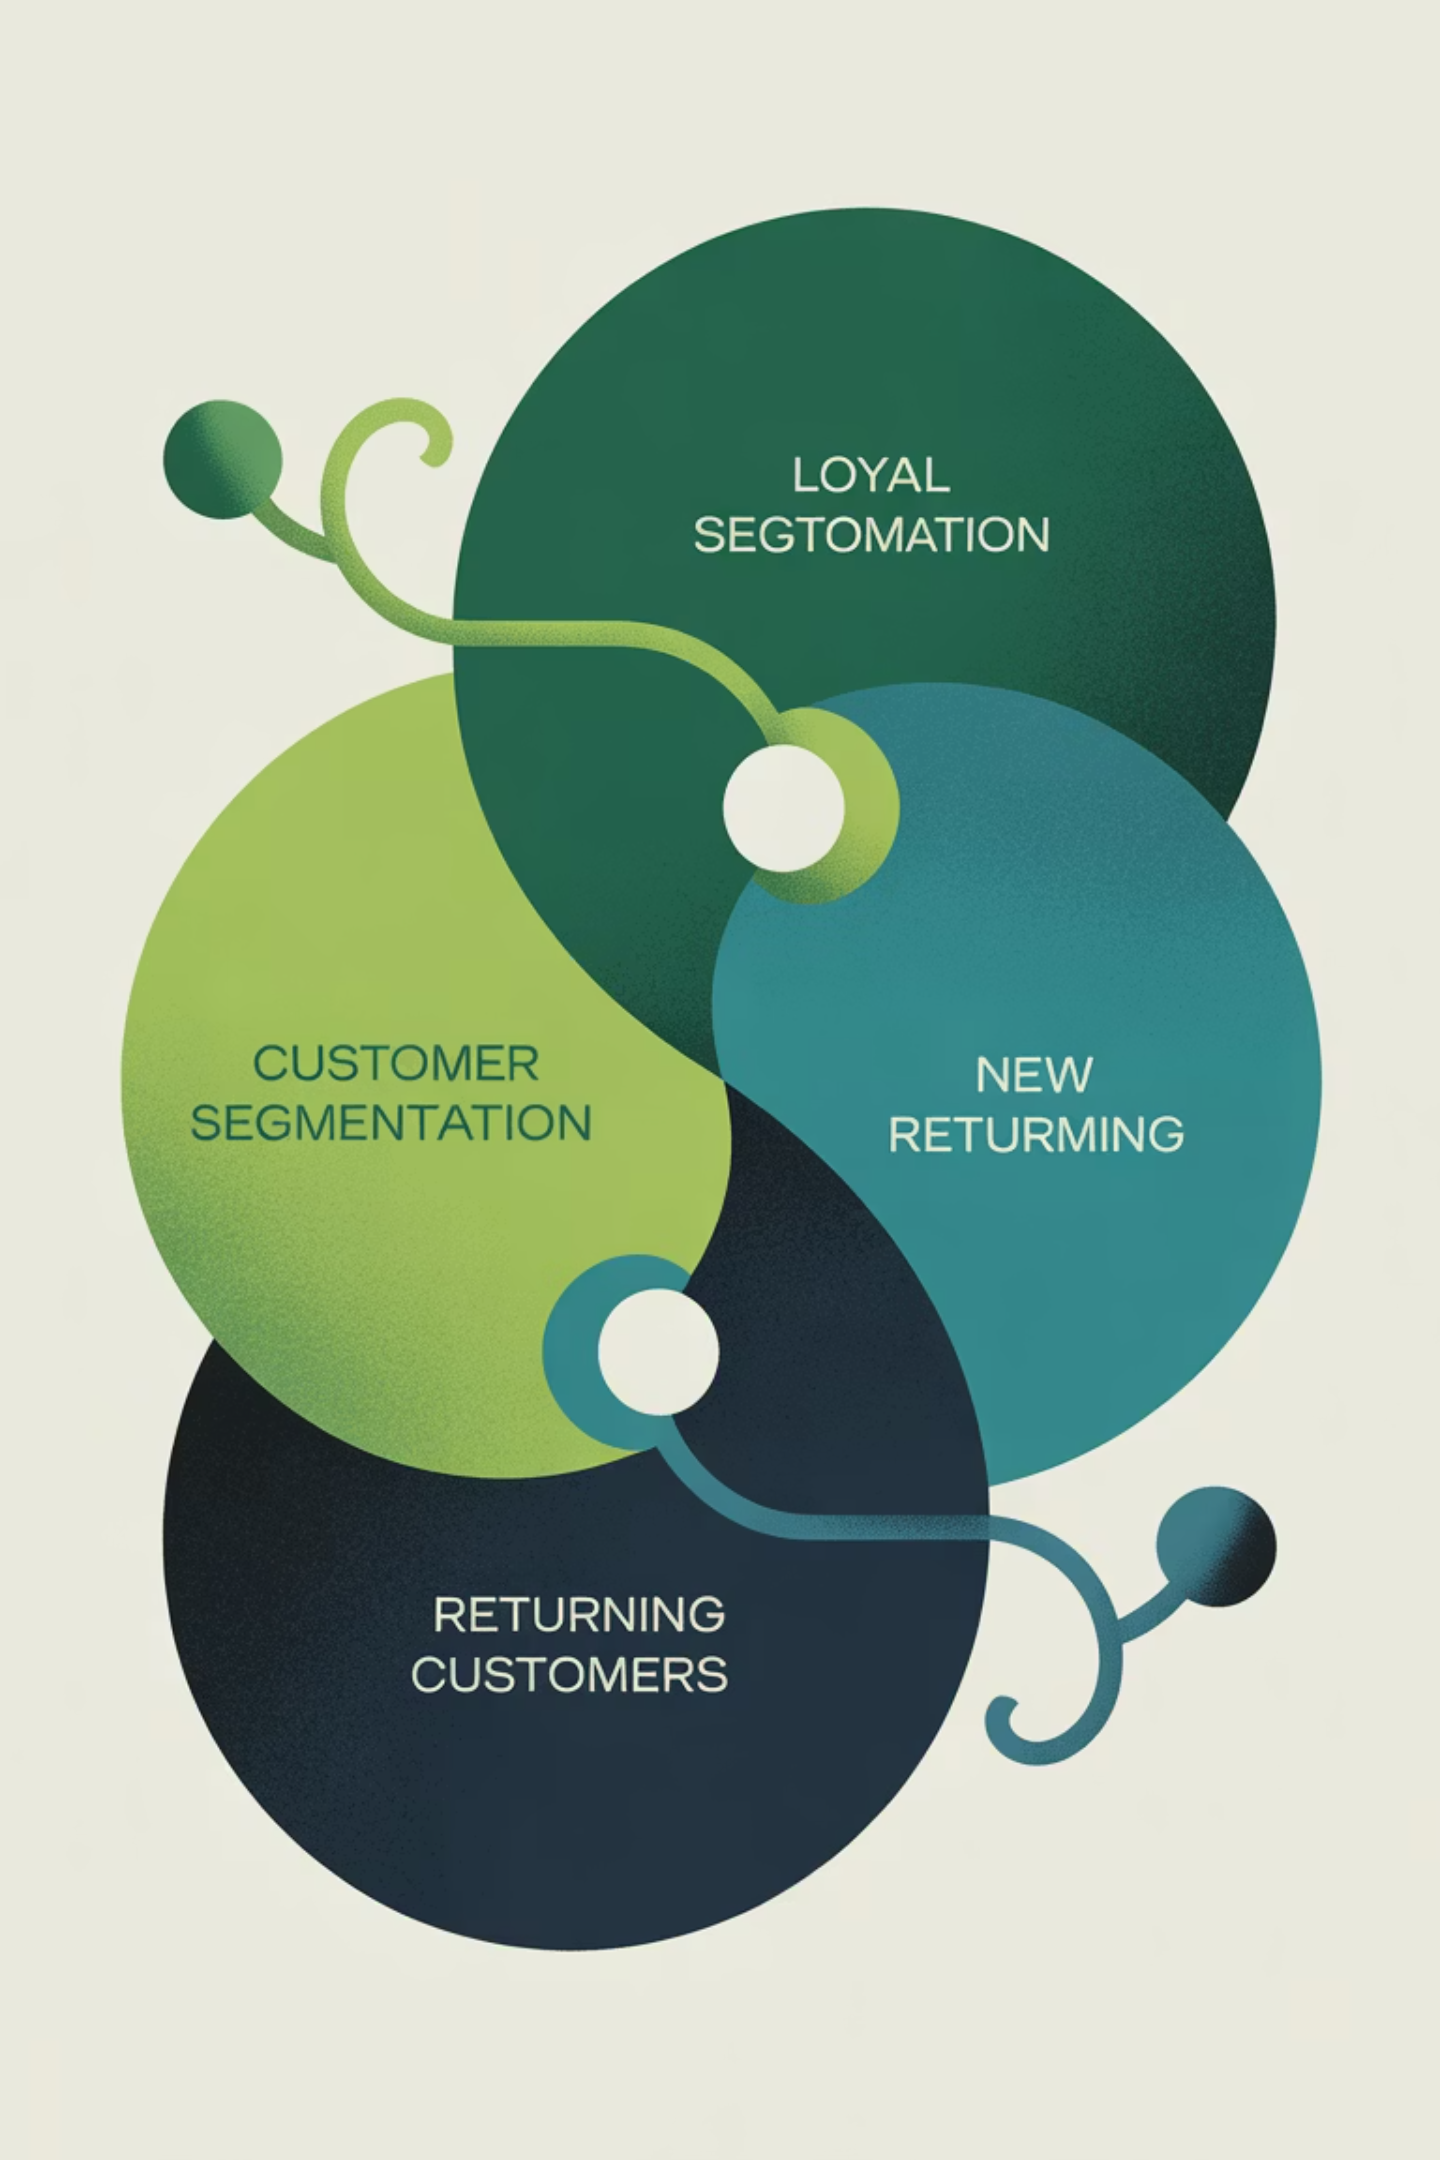 LOYAL
SEGTOMATION
CUSTOMER
SEGMENTATION
NEW
RETURMING
RETURNING
CUSTOMERS